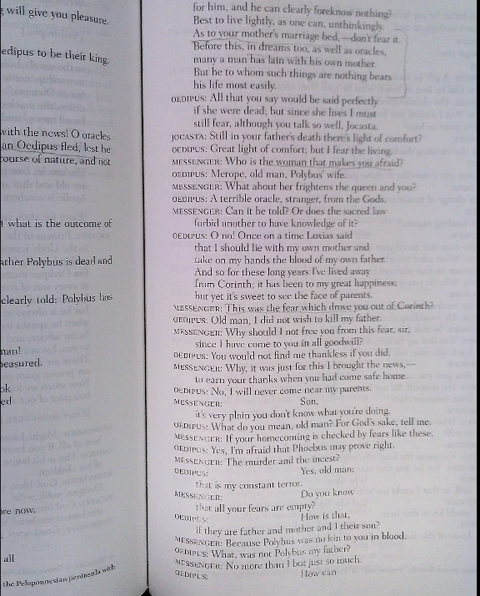 g will give you pleasure.
edipus to be their king.
with the news! O oracles
an Oedipus fled, lest he
course of nature, and not
what is the outcome of
ather Polybus is dead and
clearly told: Polybus has
nan!
easured.
ok
ed
re now.
all
the Peloponnesian peninsula with
for him, and he can clearly foreknow nothing?
Best to live lightly, as one can, unthinkingly.
As to your mother's marriage bed,—don't fear it.
Before this, in dreams too, as well as oracles,
many a man has lain with his own mother.
But he to whom such things are nothing bears
his life most easily.
OEDIPUS: All that you say would be said perfectly
if she were dead; but since she lives I must
still fear, although you talk so well, Jocasta.
JOCASTA: Still in your father's death there's light of comfort?
OEDIPUS: Great light of comfort; but I fear the living.
MESSENGER: Who is the woman that makes you afraid?
OEDIPUS: Merope, old man, Polybus' wife.
MESSENGER: What about her frightens the queen and you?
OEDIPUS: A terrible oracle, stranger, from the Gods.
MESSENGER: Can it be told? Or does the sacred law
forbid another to have knowledge of it?
OEDIPUS: O no! Once on a time Loxias said
that I should lie with my own mother and
take on my hands the blood of my own father.
And so for these long years I've lived away
from Corinth; it has been to my great happiness;
but yet it's sweet to see the face of parents.
MESSENGER: This was the fear which drove you out of Corinth?
OEDIPUS: Old man, I did not wish to kill my father.
MESSENGER: Why should I not free you from this fear, sir,
since I have come to you in all goodwill?
OEDIPUS: You would not find me thankless if you did.
MESSENGER: Why, it was just for this I brought the news,—
to earn your thanks when you had come safe home.
OEDIPUS: No, I will never come near my parents.
MESSENGER: Son,
it's very plain you don't know what you're doing.
OEDIPUS: What do you mean, old man? For God's sake, tell me.
MESSENGER: If your homecoming is checked by fears like these.
OEDIPUS: Yes, I'm afraid that Phoebus may prove right.
MESSENGER: The murder and the incest?
OEDIPUS: Yes, old man;
that is my constant terror.
MESSENGER: Do you know
that all your fears are empty?
OEDIPUS: How is that,
if they are father and mother and I their son?
MESSENGER: Because Polybus was no kin to you in blood.
OEDIPUS: What, was not Polybus my father?
MESSENGER: No more than I but just so much.
OEDIPUS: How can